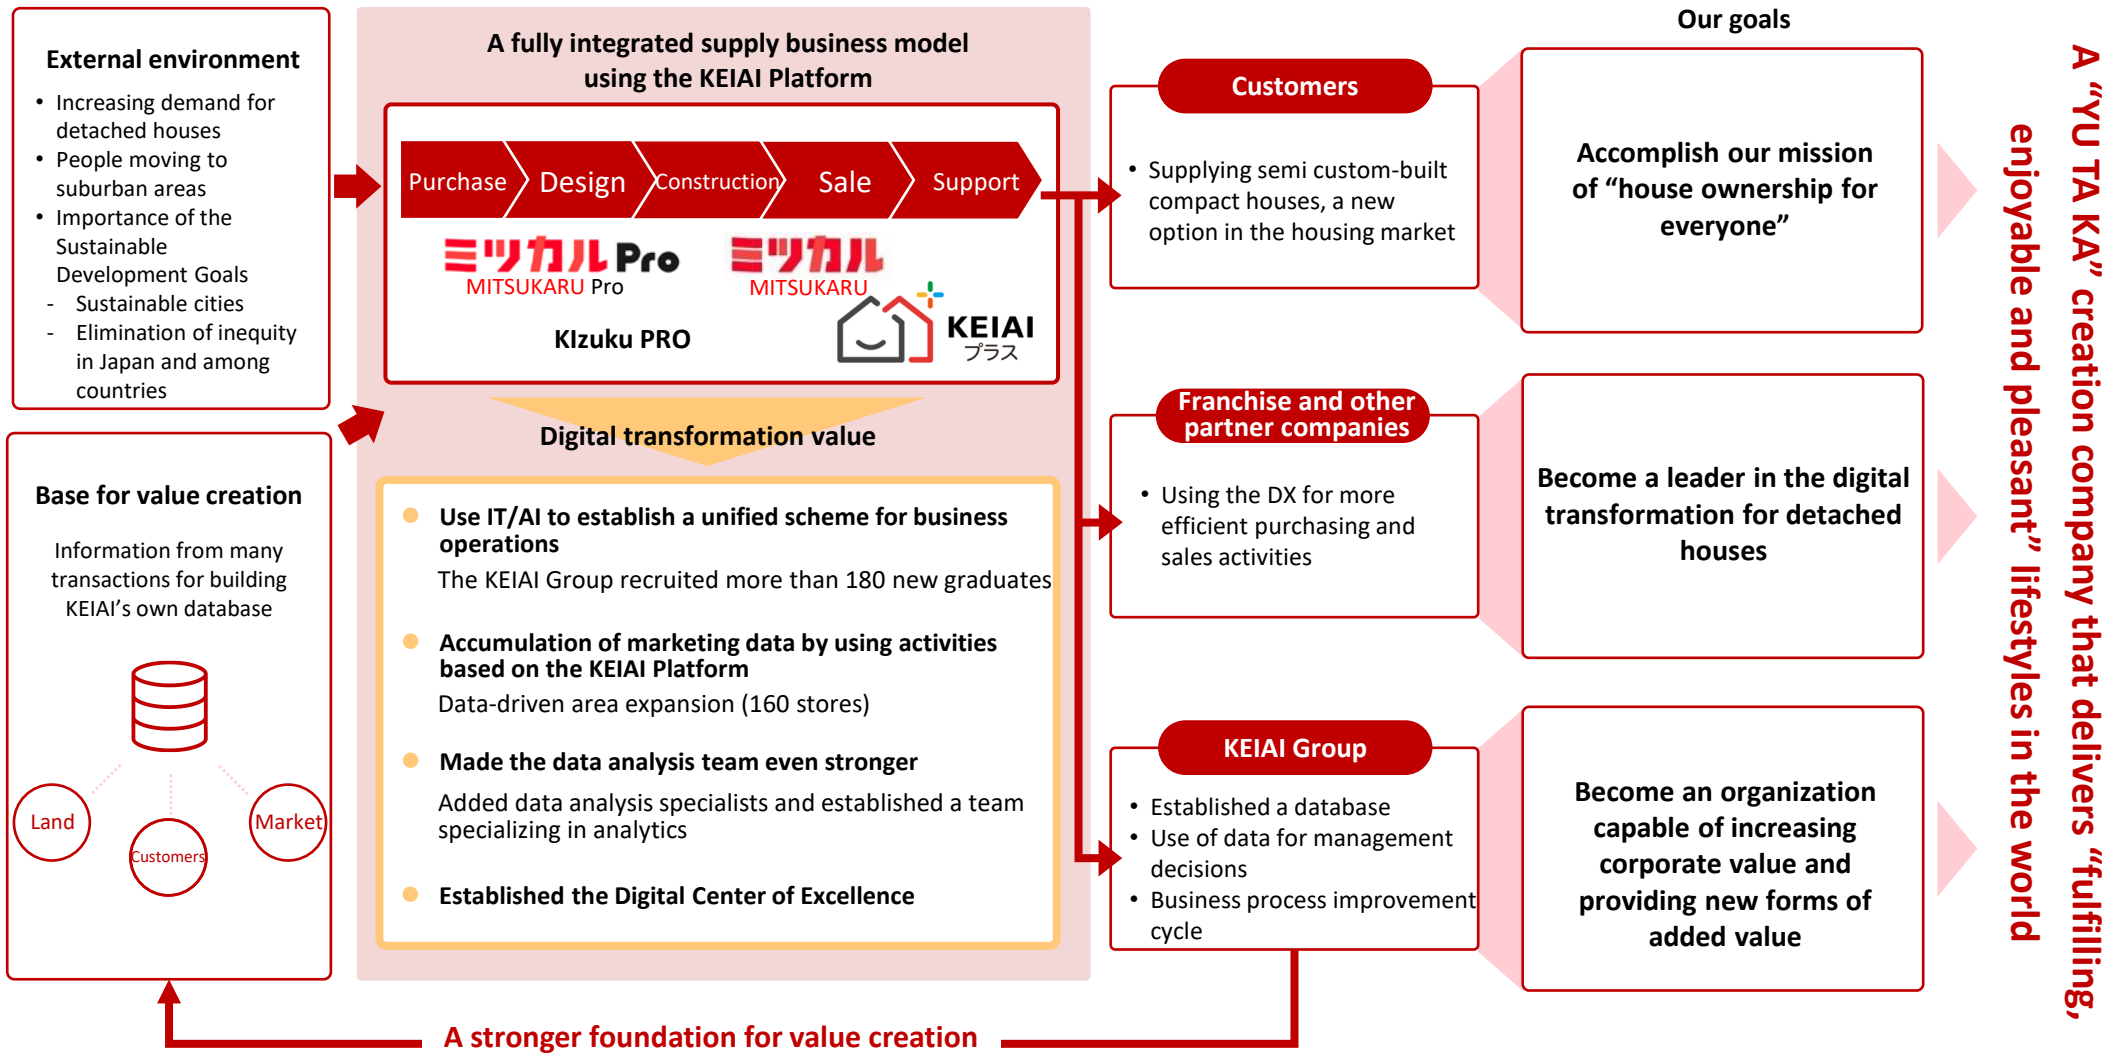 External environment
• Increasing demand for
detached houses
• People moving to
suburban areas
• Importance of the
Sustainable
Development Goals
- Sustainable cities
- Elimination of inequity
in Japan and among
countries
Base for value creation
Information from many
transactions for building
KEIAI’s own database
Land
Customers
Market
A fully integrated supply business model
using the KEIAI Platform
Purchase
Design
Construction
Sale
Support
ミツカル Pro
MITSUKARU Pro
ミツカル
MITSUKARU
KIzuku PRO
KEIAI
プラス
Digital transformation value
Use IT/AI to establish a unified scheme for business
operations
The KEIAI Group recruited more than 180 new graduates
Accumulation of marketing data by using activities
based on the KEIAI Platform
Data-driven area expansion (160 stores)
Made the data analysis team even stronger
Added data analysis specialists and established a team
specializing in analytics
Established the Digital Center of Excellence
Customers
• Supplying semi custom-built
compact houses, a new
option in the housing market
Franchise and other
partner companies
• Using the DX for more
efficient purchasing and
sales activities
KEIAI Group
• Established a database
• Use of data for management
decisions
• Business process improvement
cycle
Our goals
Accomplish our mission
of “house ownership for
everyone”
Become a leader in the digital
transformation for detached
houses
Become an organization
capable of increasing
corporate value and
providing new forms of
added value
A “YU TA KA” creation company that delivers “fulfilling,
enjoyable and pleasant” lifestyles in the world
A stronger foundation for value creation